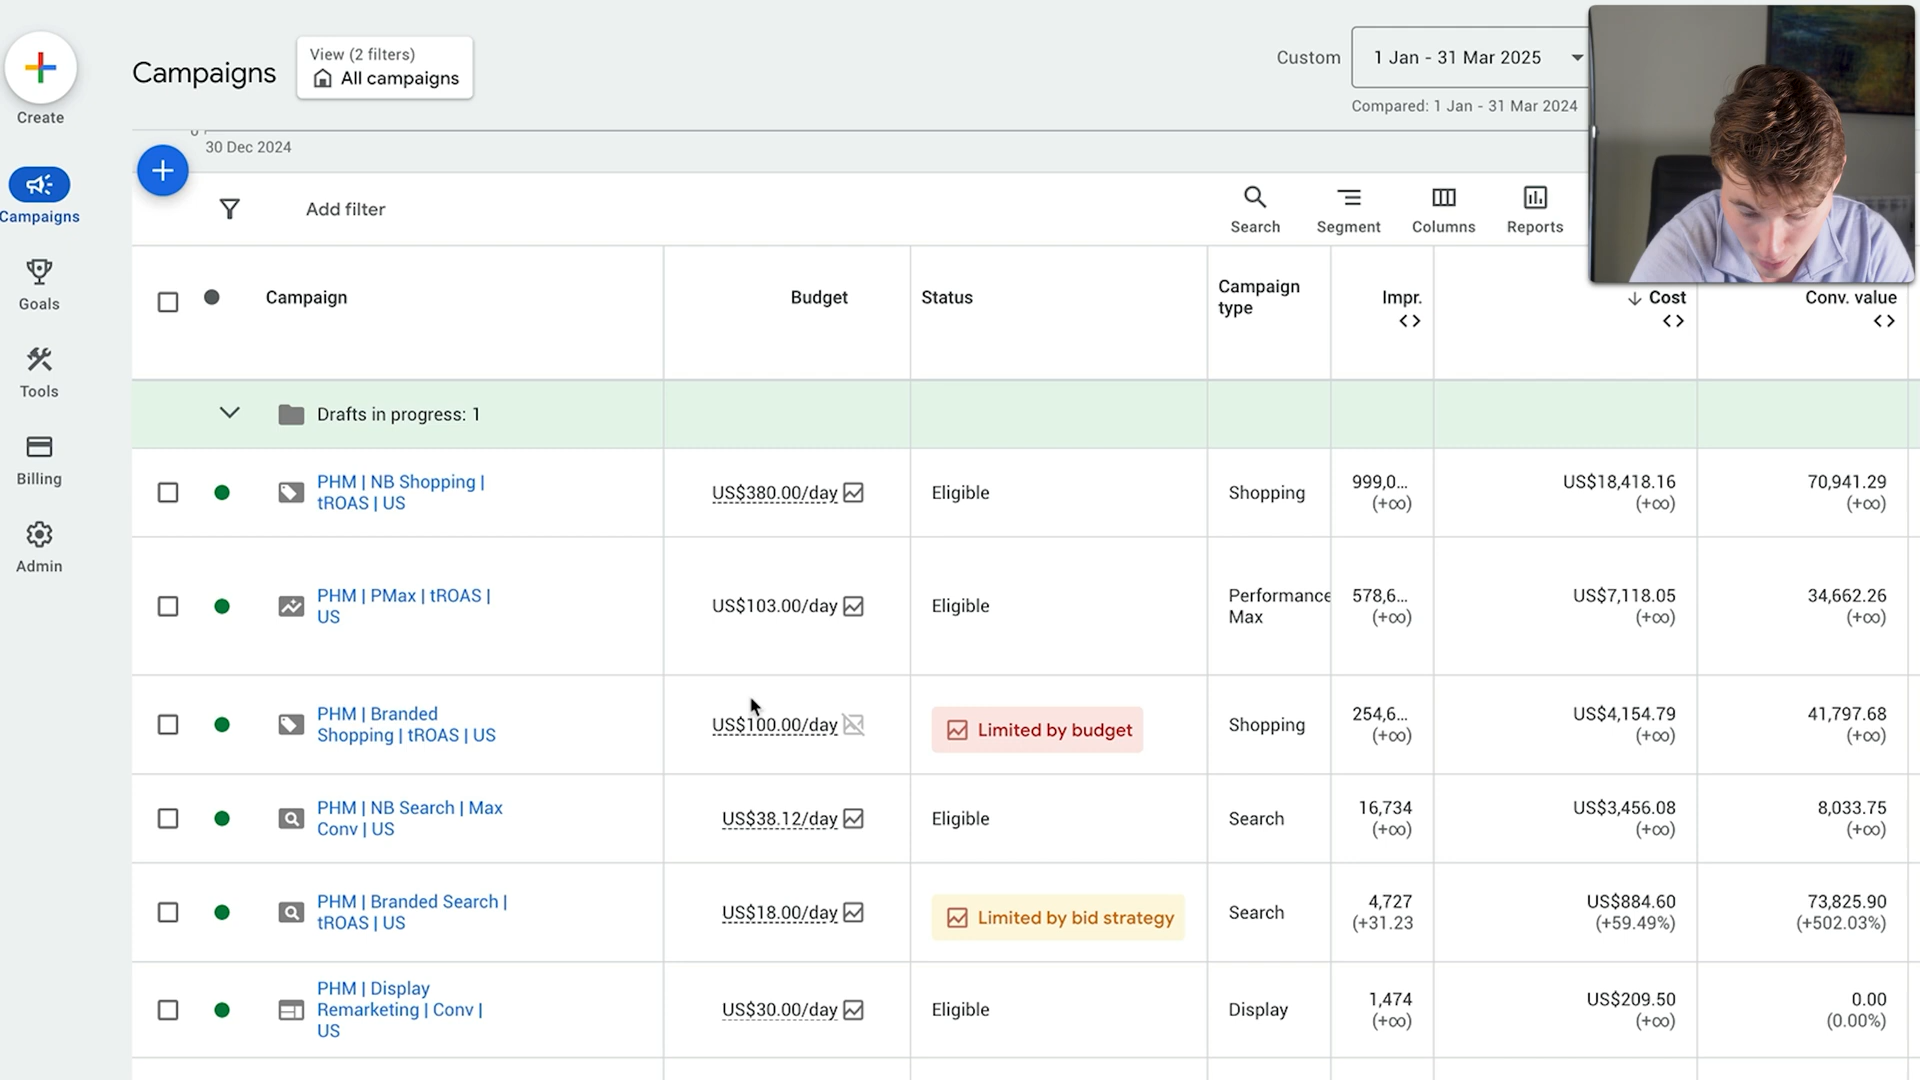 Create
Campaigns
Goals
Tools
Billing
Admin
Campaigns
View (2 filters)
All campaigns
Custom
1 Jan - 31 Mar 2025
Compared: 1 Jan - 31 Mar 2024
0
30 Dec 2024
Add filter
Search
Segment
Columns
Reports
Campaign
Budget
Status
Campaign
type
Impr.
Cost
Conv. value
Drafts in progress: 1
PHM | NB Shopping |
tROAS | US
US$380.00/day
Eligible
Shopping
999,0...
(+∞)
US$18,418.16
(+∞)
70,941.29
(+∞)
PHM | PMax | tROAS |
US
US$103.00/day
Eligible
Performance
Max
578,6...
(+∞)
US$7,118.05
(+∞)
34,662.26
(+∞)
PHM | Branded
Shopping | tROAS | US
US$100.00/day
Limited by budget
Shopping
254,6...
(+∞)
US$4,154.79
(+∞)
41,797.68
(+∞)
PHM | NB Search | Max
Conv | US
US$38.12/day
Eligible
Search
16,734
(+∞)
US$3,456.08
(+∞)
8,033.75
(+∞)
PHM | Branded Search |
tROAS | US
US$18.00/day
Limited by bid strategy
Search
4,727
(+31.23
US$884.60
(+59.49%)
73,825.90
(+502.03%)
PHM | Display
Remarketing | Conv |
US
US$30.00/day
Eligible
Display
1,474
(+∞)
US$209.50
(+∞)
0.00
(0.00%)